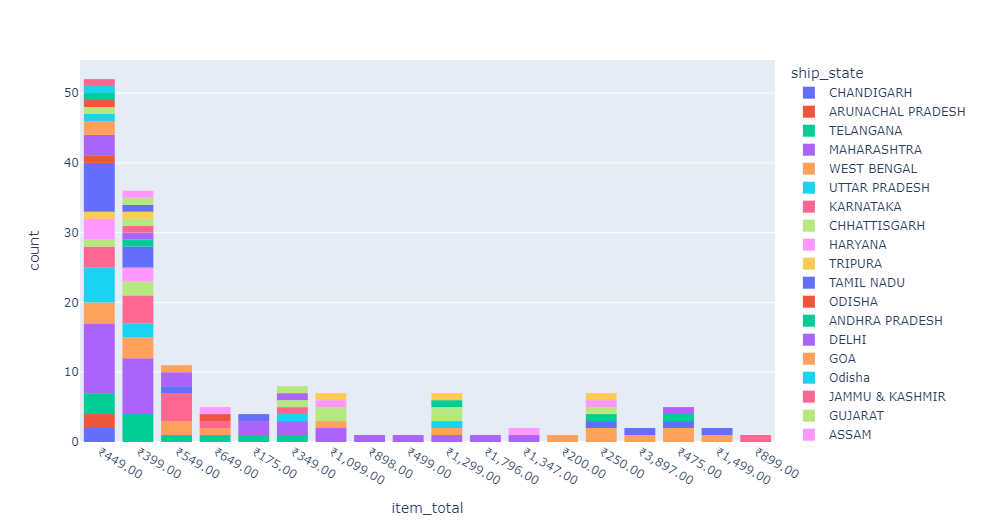 ship_state
CHANDIGARH
ARUNACHAL PRADESH
TELANGANA
MAHARASHTRA
WEST BENGAL
UTTAR PRADESH
KARNATAKA
CHHATTISGARH
HARYANA
TRIPURA
TAMIL NADU
ODISHA
ANDHRA PRADESH
DELHI
GOA
Odisha
JAMMU & KASHMIR
GUJARAT
ASSAM
count
50
40
30
20
10
0
₹449.00
₹399.00
₹549.00
₹649.00
₹175.00
₹349.00
₹1,099.00
₹898.00
₹499.00
₹1,299.00
₹1,796.00
₹1,347.00
₹200.00
₹250.00
₹3,897.00
₹475.00
₹1,499.00
₹899.00
item_total